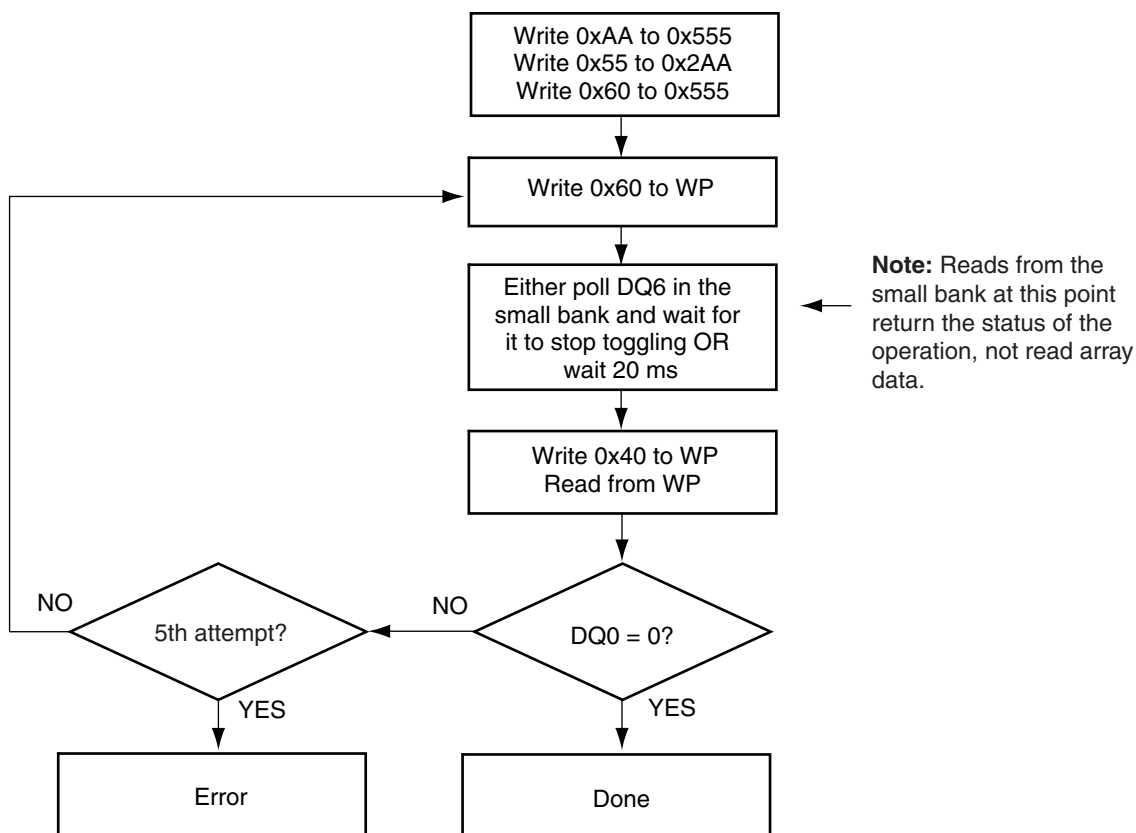 Write 0xAA to 0x555
Write 0x55 to 0x2AA
Write 0x60 to 0x555
Write 0x60 to WP
Either poll DQ6 in the
small bank and wait for
it to stop toggling OR
wait 20 ms
Note: Reads from the
small bank at this point
return the status of the
operation, not read array
data.
Write 0x40 to WP
Read from WP
NO
5th attempt?
NO
DQ0 = 0?
YES
YES
Error
Done